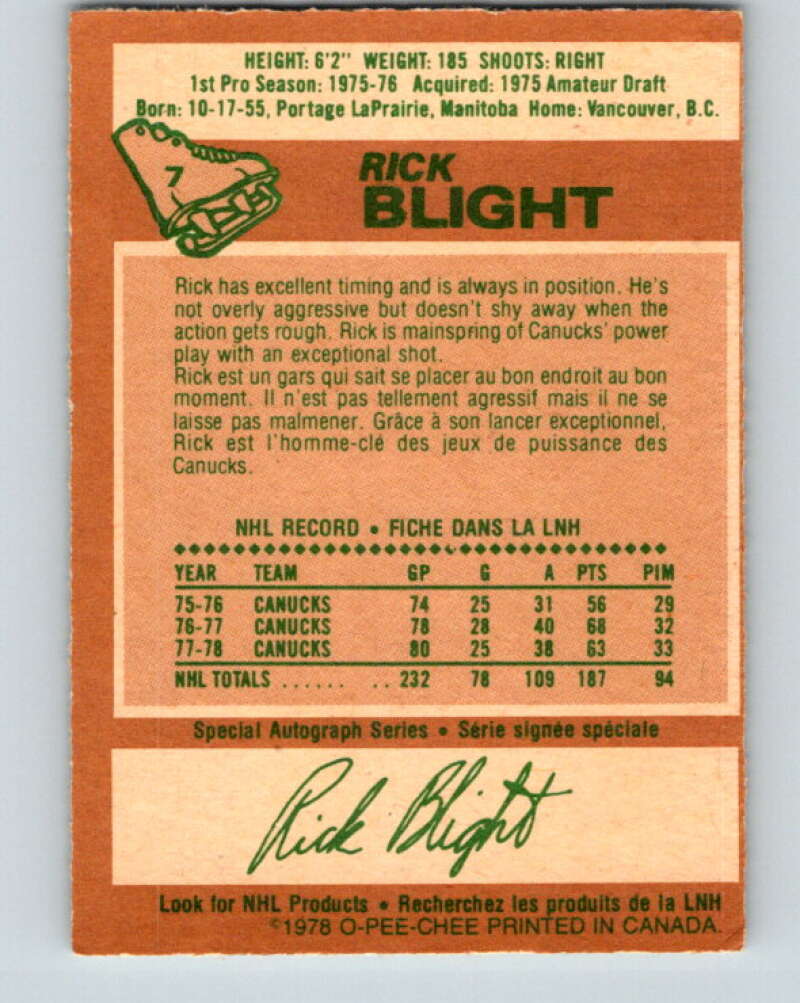 HEIGHT: 6'2" WEIGHT: 185 SHOOTS: RIGHT
1st Pro Season: 1975-76 Acquired: 1975 Amateur Draft
Born: 10-17-55, Portage LaPrairie, Manitoba Home: Vancouver, B.C.
7
RICK
BLIGHT
Rick has excellent timing and is always in position. He's
not overly aggressive but doesn't shy away when the
action gets rough. Rick is mainspring of Canucks' power
play with an exceptional shot.
Rick est un gars qui sait se placer au bon endroit au bon
moment. Il n'est pas tellement agressif mais il ne se
laisse pas malmener. Grâce à son lancer exceptionnel,
Rick est l'homme-clé des jeux de puissance des
Canucks.
NHL RECORD • FICHE DANS LA LNH
YEAR TEAM GP G A PTS PIM
75-76 CANUCKS 74 25 31 56 29
76-77 CANUCKS 78 28 40 68 32
77-78 CANUCKS 80 25 38 63 33
NHL TOTALS ...... .. 232 78 109 187 94
Special Autograph Series • Série signée spéciale
Rick Blight
Look for NHL Products • Recherchez les produits de la LNH
©1978 O-PEE-CHEE PRINTED IN CANADA.